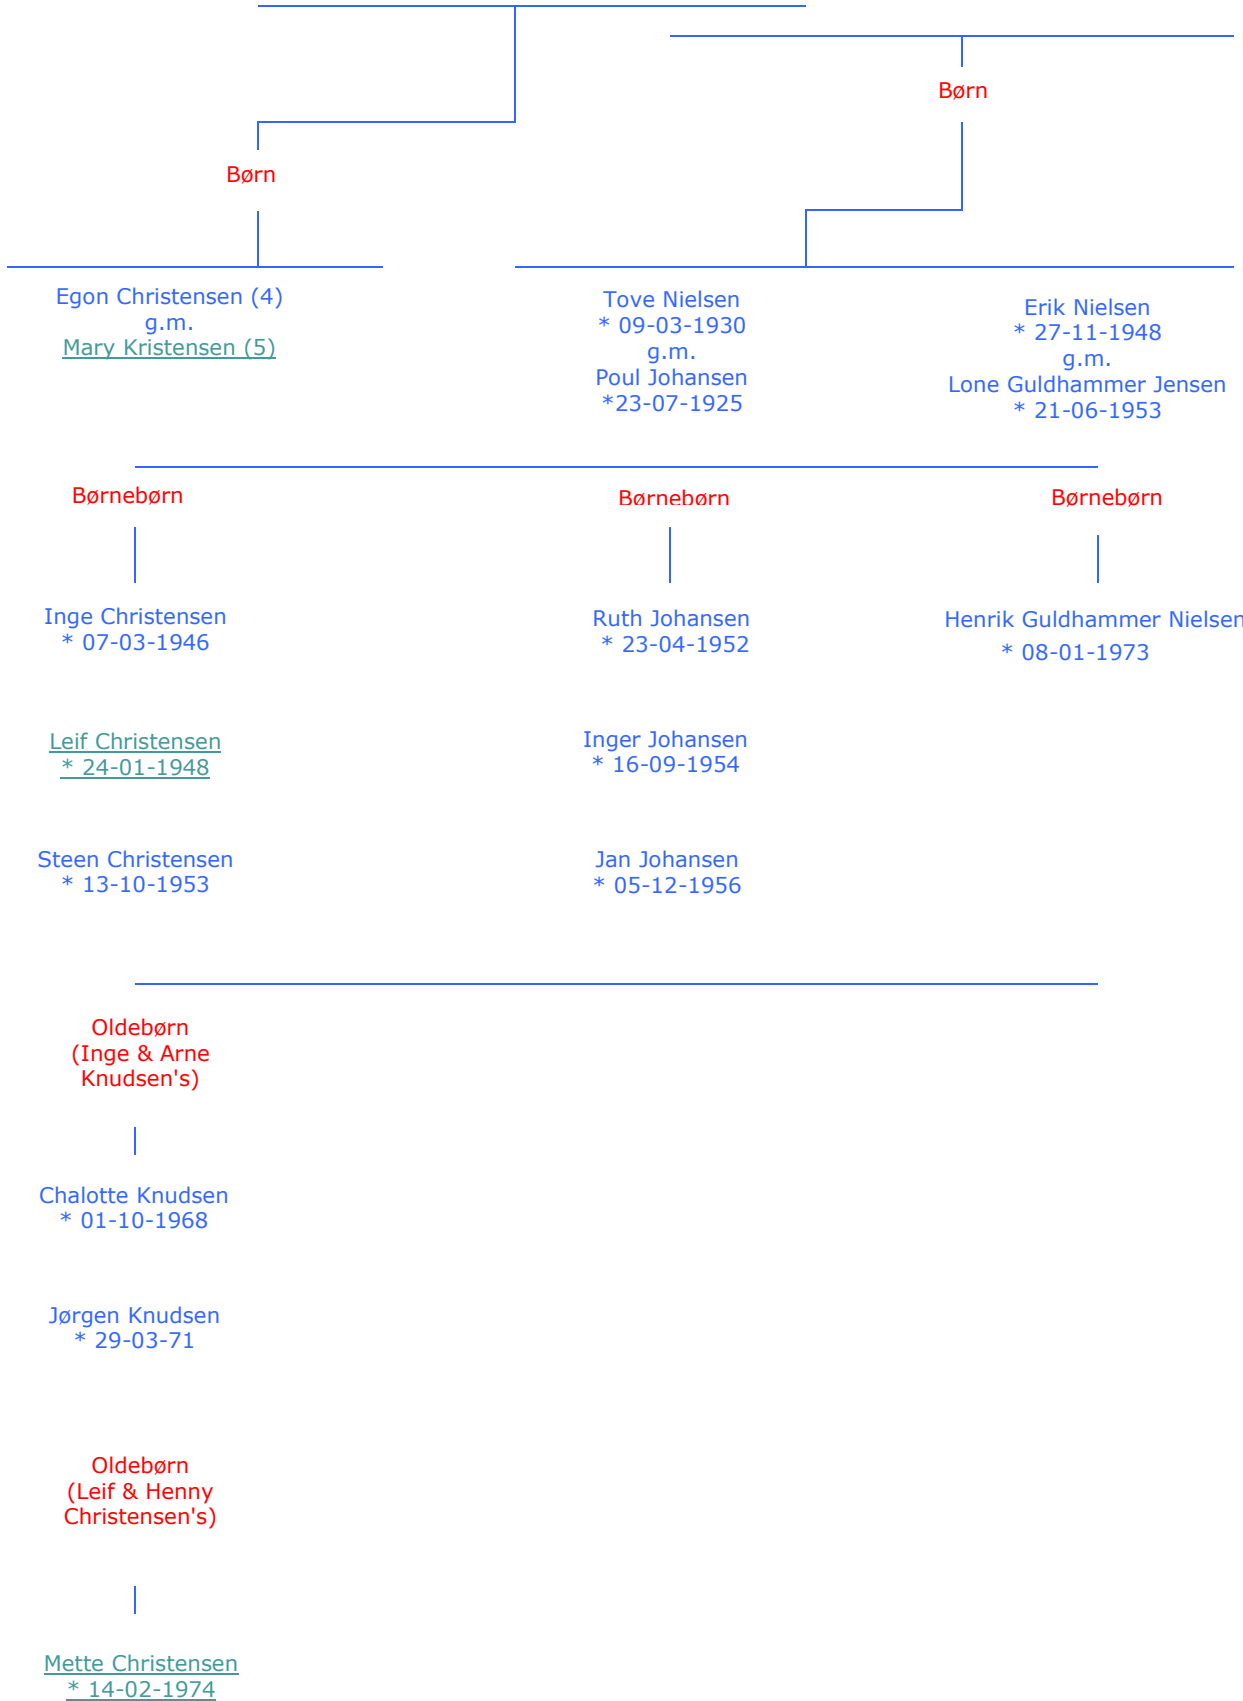 Børn
Børn
Egon Christensen (4)
g.m.
Mary Kristensen (5)
Tove Nielsen
* 09-03-1930
g.m.
Poul Johansen
*23-07-1925
Erik Nielsen
* 27-11-1948
g.m.
Lone Guldhammer Jensen
* 21-06-1953
Børnebørn
Børnebørn
Børnebørn
Inge Christensen
* 07-03-1946
Ruth Johansen
* 23-04-1952
Henrik Guldhammer Nielsen
* 08-01-1973
Leif Christensen
* 24-01-1948
Inger Johansen
* 16-09-1954
Steen Christensen
* 13-10-1953
Jan Johansen
* 05-12-1956
Oldebørn
(Inge & Arne
Knudsen's)
Chalotte Knudsen
* 01-10-1968
Jørgen Knudsen
* 29-03-71
Oldebørn
(Leif & Henny
Christensen's)
Mette Christensen
* 14-02-1974